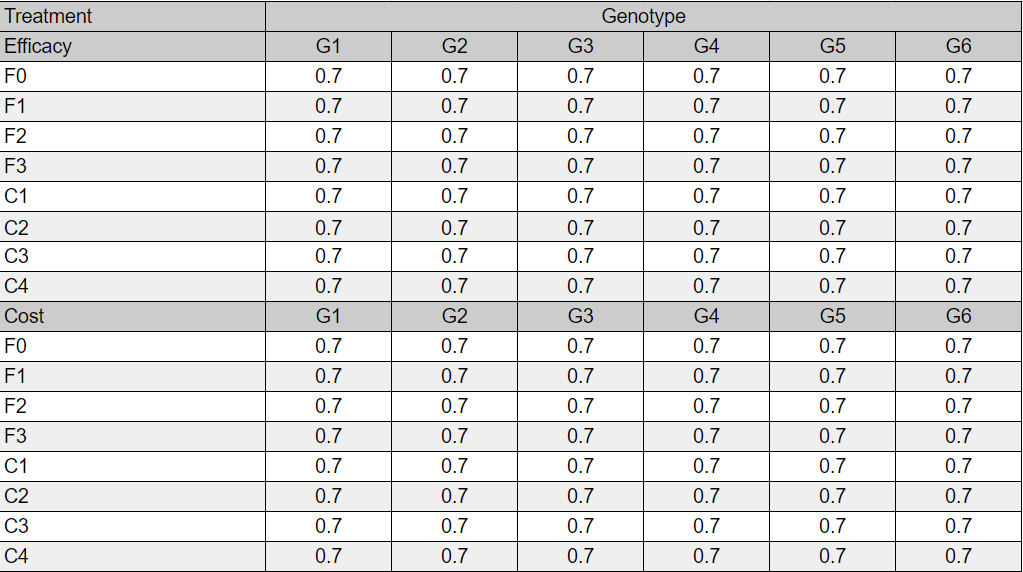 Treatment Genotype
Efficacy G1 G2 G3 G4 G5 G6
F0 0.7 0.7 0.7 0.7 0.7 0.7
F1 0.7 0.7 0.7 0.7 0.7 0.7
F2 0.7 0.7 0.7 0.7 0.7 0.7
F3 0.7 0.7 0.7 0.7 0.7 0.7
C1 0.7 0.7 0.7 0.7 0.7 0.7
C2 0.7 0.7 0.7 0.7 0.7 0.7
C3 0.7 0.7 0.7 0.7 0.7 0.7
C4 0.7 0.7 0.7 0.7 0.7 0.7
Cost G1 G2 G3 G4 G5 G6
F0 0.7 0.7 0.7 0.7 0.7 0.7
F1 0.7 0.7 0.7 0.7 0.7 0.7
F2 0.7 0.7 0.7 0.7 0.7 0.7
F3 0.7 0.7 0.7 0.7 0.7 0.7
C1 0.7 0.7 0.7 0.7 0.7 0.7
C2 0.7 0.7 0.7 0.7 0.7 0.7
C3 0.7 0.7 0.7 0.7 0.7 0.7
C4 0.7 0.7 0.7 0.7 0.7 0.7